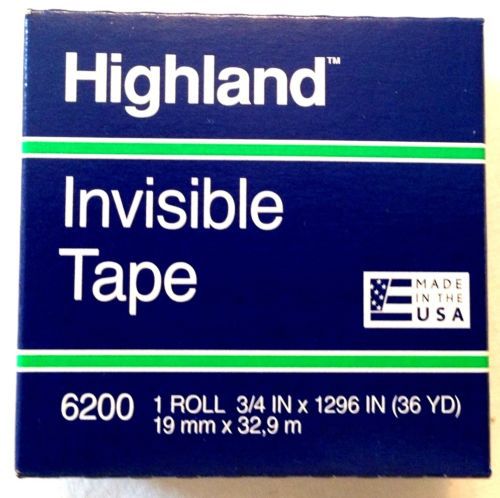 Highland™
Invisible
Tape
MADE
IN THE
USA
6200 1 ROLL 3/4 IN x 1296 IN (36 YD)
19 mm x 32,9 m